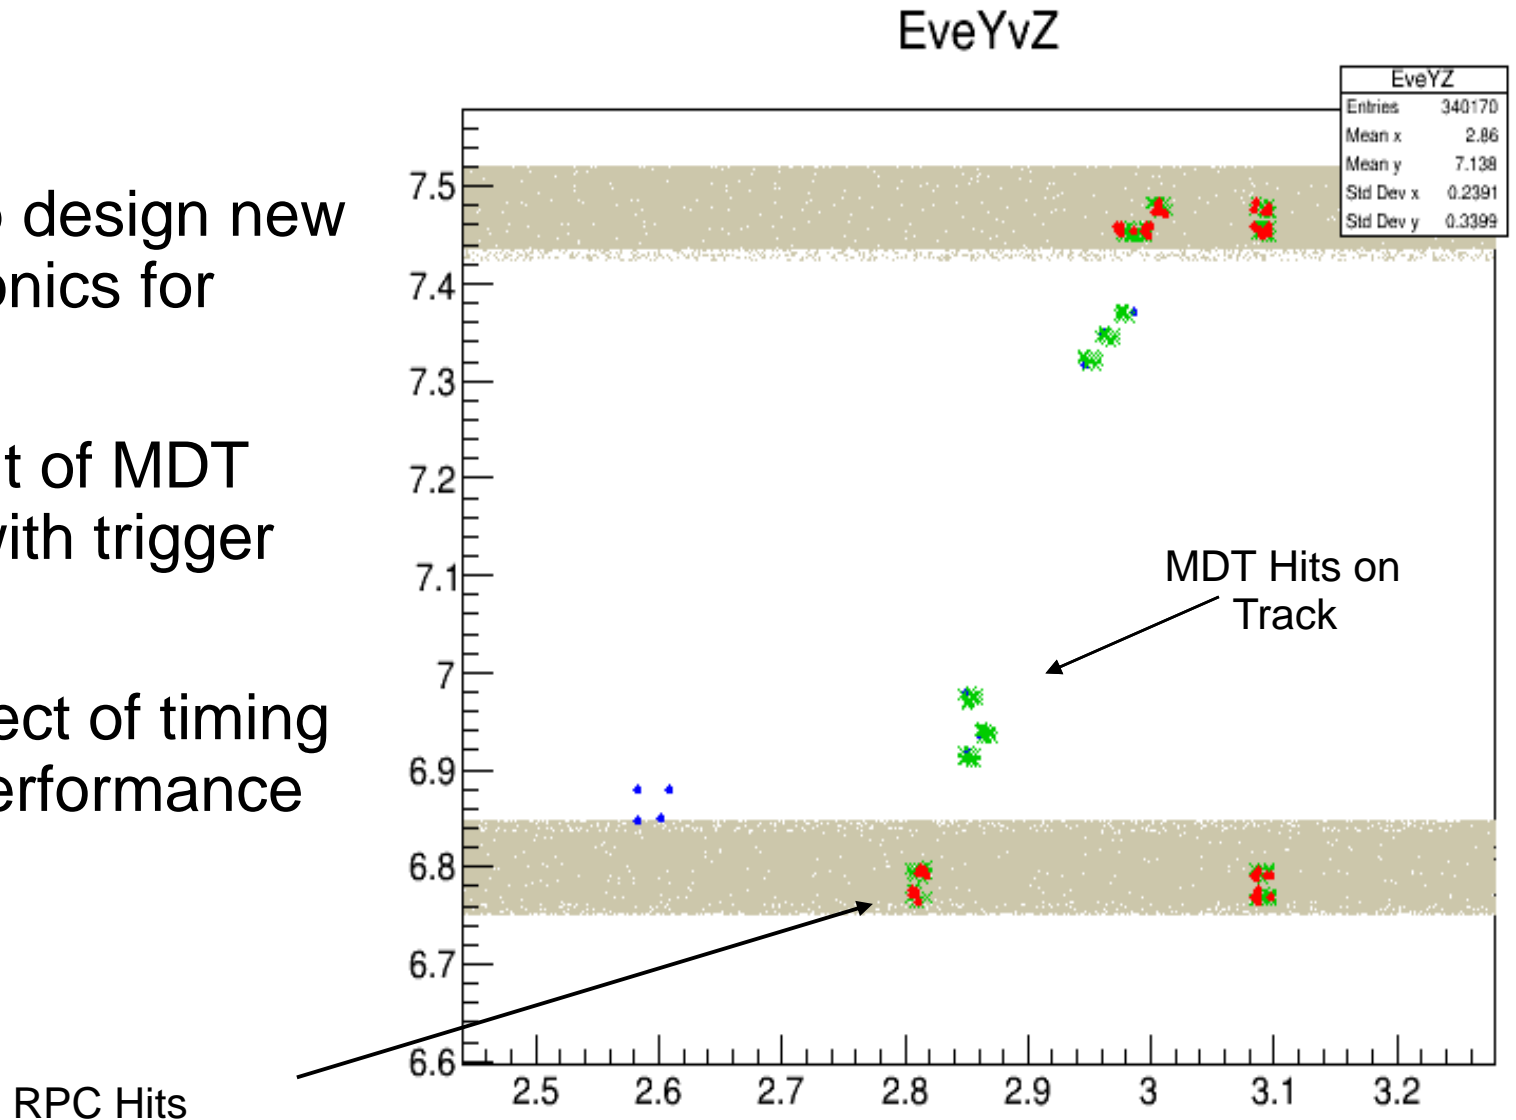 EveYvZ
EveYZ
Entries 340170
Mean x 2.86
Mean y 7.138
Std Dev x 0.2391
Std Dev y 0.3399
design new
onics for
t of MDT
with trigger
ect of timing
erformance
7.5
7.4
7.3
7.2
7.1
7
6.9
6.8
6.7
6.6
MDT Hits on
Track
2.5 2.6 2.7 2.8 2.9 3 3.1 3.2
RPC Hits